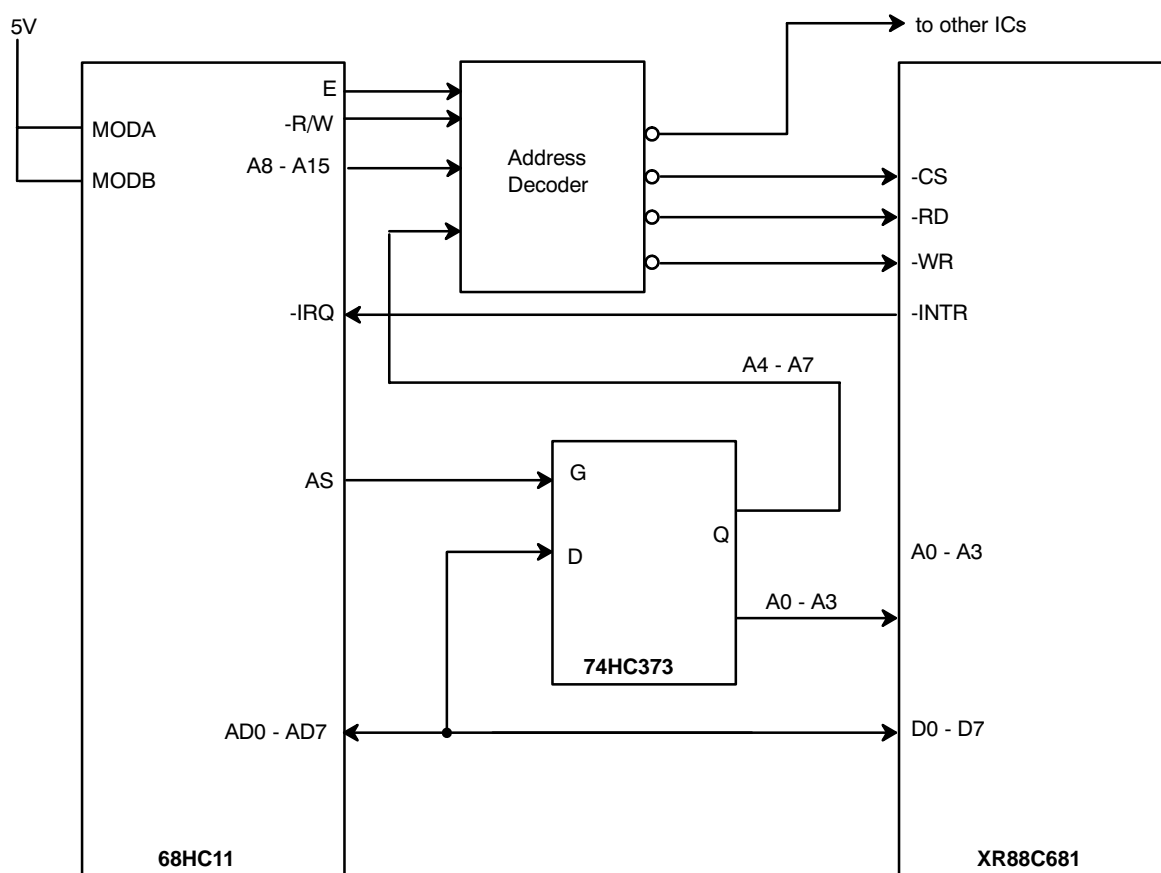 5V
to other ICs
E
-R/W
MODA
A8 - A15
MODB
Address
Decoder
-CS
-RD
-WR
-IRQ
-INTR
A4 - A7
AS
G
Q
D
A0 - A3
A0 - A3
74HC373
AD0 - AD7
D0 - D7
68HC11
XR88C681